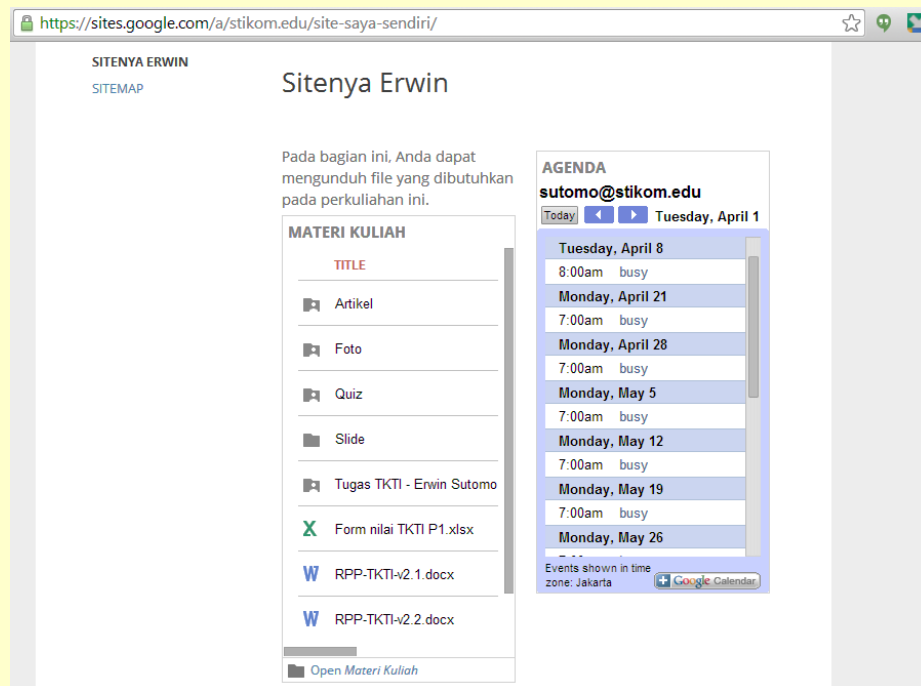 https://sites.google.com/a/stikom.edu/site-saya-sendiri/
SITENYA ERWIN
SITEMAP
Sitenya Erwin
Pada bagian ini, Anda dapat
mengunduh file yang dibutuhkan
pada perkuliahan ini.
MATERI KULIAH
TITLE
Artikel
Foto
Quiz
Slide
Tugas TKTI - Erwin Sutomo
Form nilai TKTI P1.xlsx
RPP-TKTI-v2.1.docx
RPP-TKTI-v2.2.docx
Open Materi Kuliah
AGENDA
sutomo@stikom.edu
Today Tuesday, April 1
Tuesday, April 8
8:00am busy
Monday, April 21
7:00am busy
Monday, April 28
7:00am busy
Monday, May 5
7:00am busy
Monday, May 12
7:00am busy
Monday, May 19
7:00am busy
Monday, May 26
Events shown in time
zone: Jakarta
Google Calendar